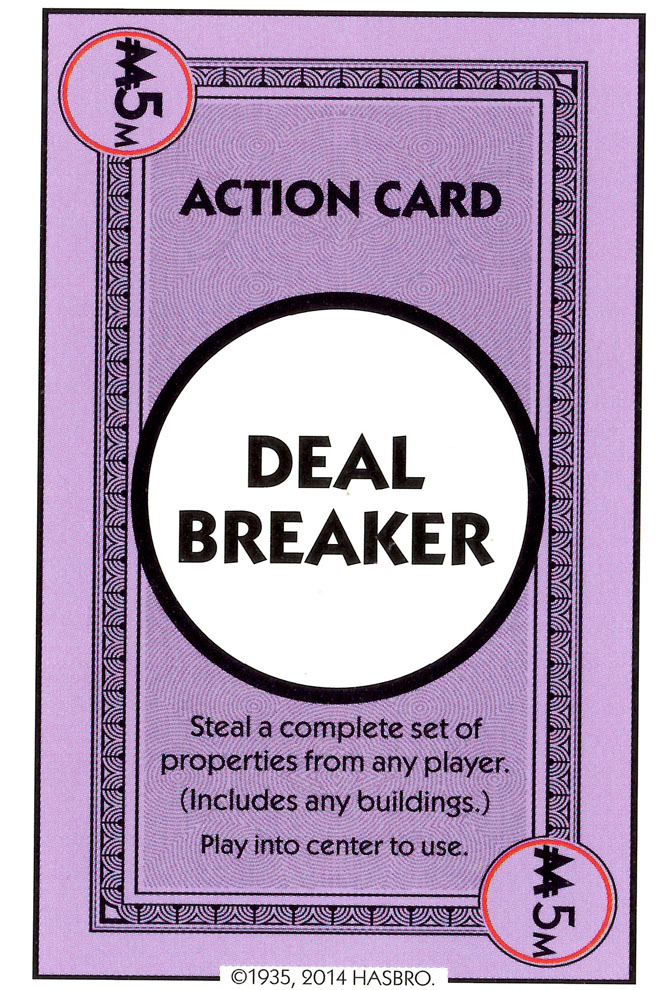 ₩5M
ACTION CARD
DEAL
BREAKER
Steal a complete set of
properties from any player.
(Includes any buildings.)
Play into center to use.
₩5M
©1935, 2014 HASBRO.